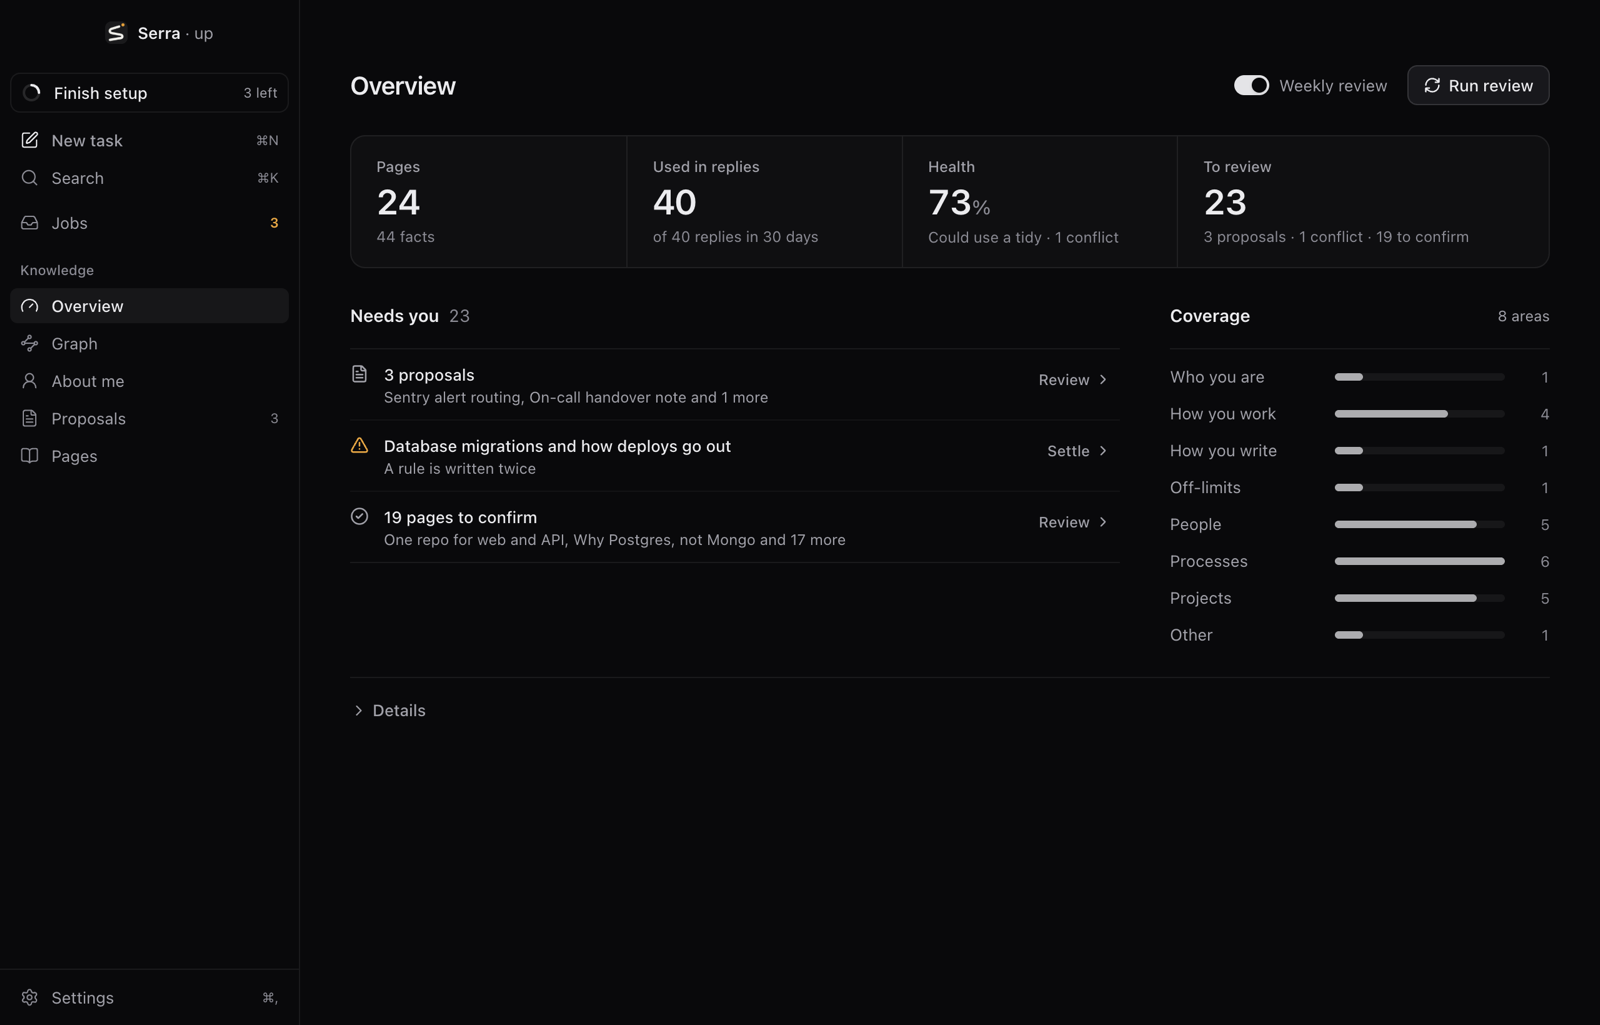 Serra · up
Finish setup 3 left
New task ⌘N
Search ⌘K
Jobs 3
Knowledge
Overview
Graph
About me
Proposals 3
Pages
Settings ⌘,
Overview
Weekly review
Run review
Pages
24
44 facts
Used in replies
40
of 40 replies in 30 days
Health
73%
Could use a tidy · 1 conflict
To review
23
3 proposals · 1 conflict · 19 to confirm
Needs you 23
3 proposals
Sentry alert routing, On-call handover note and 1 more
Review
Database migrations and how deploys go out
A rule is written twice
Settle
19 pages to confirm
One repo for web and API, Why Postgres, not Mongo and 17 more
Review
Coverage 8 areas
Who you are 1
How you work 4
How you write 1
Off-limits 1
People 5
Processes 6
Projects 5
Other 1
Details